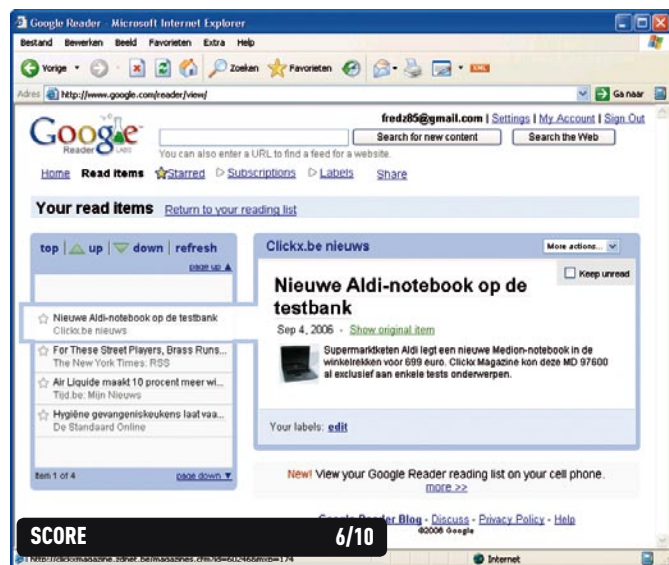 Google Reader - Microsoft Internet Explorer
Bestand Bewerken Beeld Favorieten Extra Help
Vorige Zoeken Favorieten
Adres http://www.google.com/reader/view/ Ga naar
fredz85@gmail.com | Settings | My Account | Sign Out
Google Reader LABS
Search for new content Search the Web
You can also enter a URL to find a feed for a website.
Home Read items Starred Subscriptions Labels Share
Your read items Return to your reading list
top | up | down | refresh
page up
Nieuwe Aldi-notebook op de testbank
Clickx.be nieuws
For These Street Players, Brass Runs...
The New York Times: RSS
Air Liquide maakt 10 procent meer wi...
Tijd.be: Mijn Nieuws
Hygiëne gevangeniskeukens laat vaa...
De Standaard Online
item 1 of 4 page down
Clickx.be nieuws More actions...
Keep unread
Nieuwe Aldi-notebook op de
testbank
Sep 4, 2006 - Show original item
Supermarktketen Aldi legt een nieuwe Medion-notebook in de
winkelrekken voor 699 euro. Clickx Magazine kon deze MD 97600
al exclusief aan enkele tests onderwerpen.
Your labels: edit
New! View your Google Reader reading list on your cell phone.
more >>
Google Reader Blog - Discuss - Privacy Policy - Help
©2006 Google
SCORE 6/10
Internet